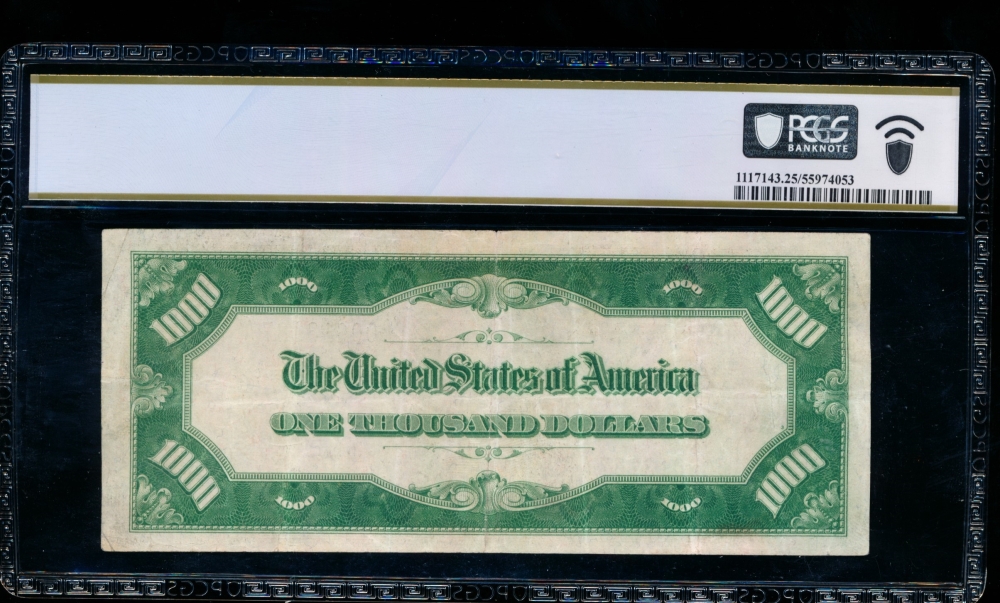 PCGS
BANKNOTE
1117143.25/55974053
1000 1000 1000 1000
The United States of America
ONE THOUSAND DOLLARS
1000 1000 1000 1000